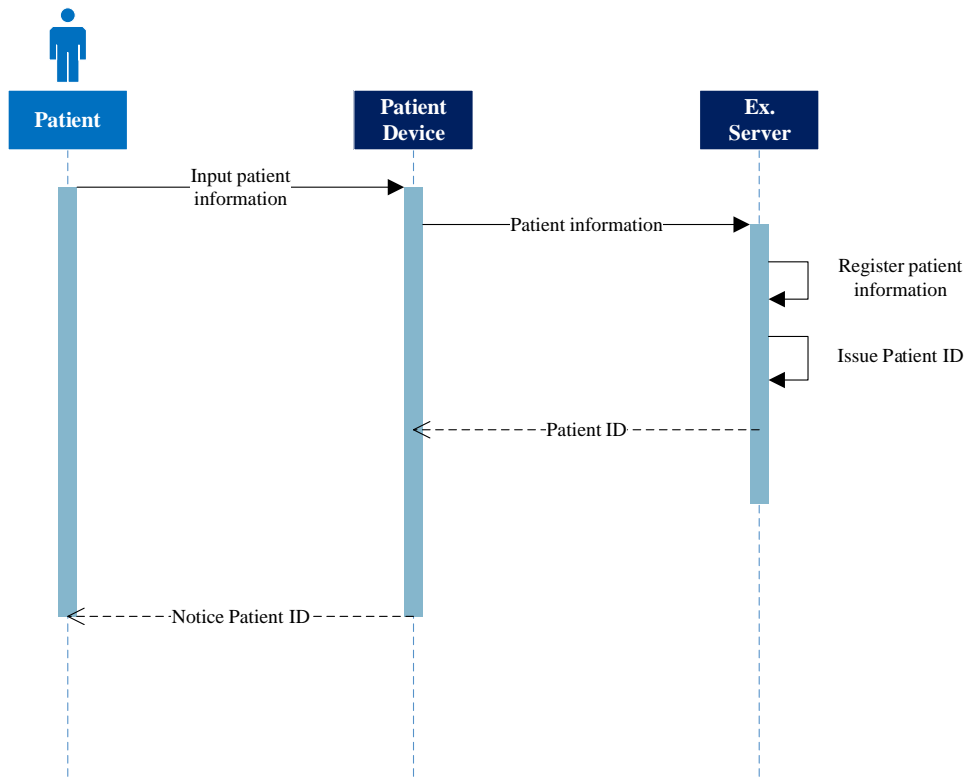 Patient
Patient
Device
Ex.
Server
Input patient
information
Patient information
Register patient
information
Issue Patient ID
Patient ID
Notice Patient ID